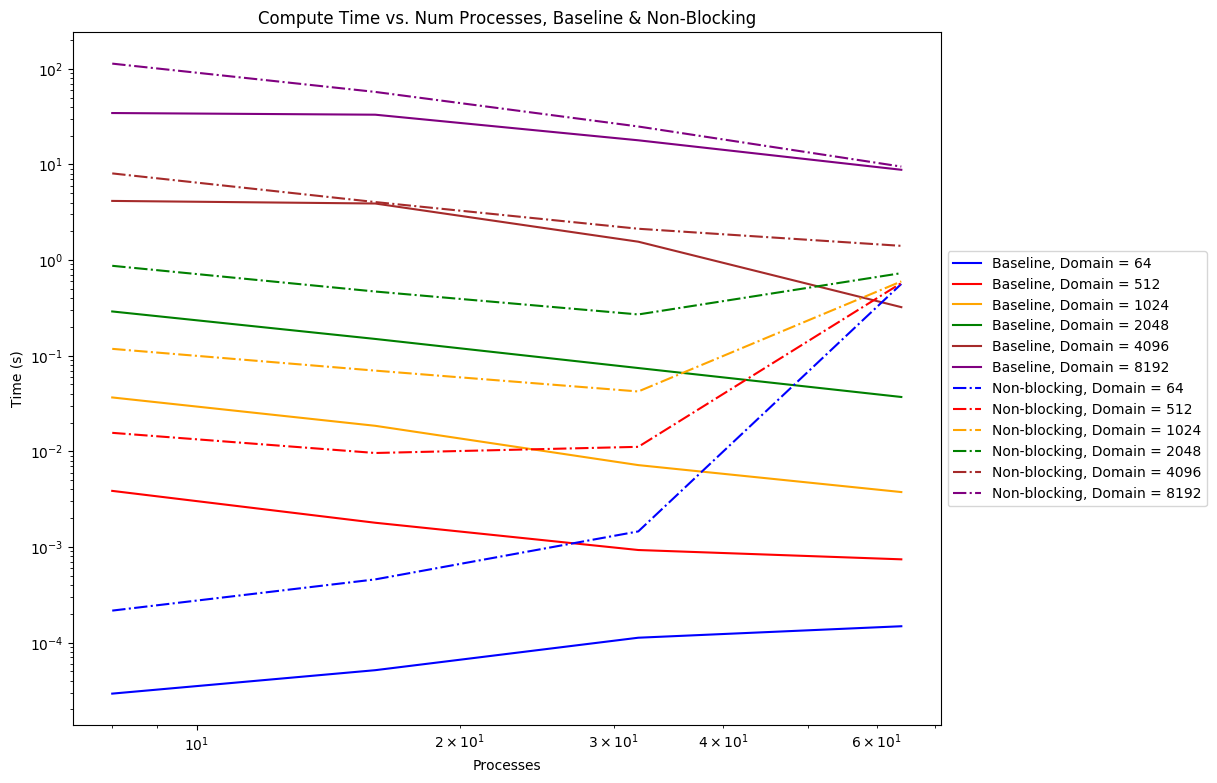 Compute Time vs. Num Processes, Baseline & Non-Blocking
Time (s)
10²
10¹
10⁰
10⁻¹
10⁻²
10⁻³
10⁻⁴
10¹
2 × 10¹
3 × 10¹
4 × 10¹
6 × 10¹
Processes
Baseline, Domain = 64
Baseline, Domain = 512
Baseline, Domain = 1024
Baseline, Domain = 2048
Baseline, Domain = 4096
Baseline, Domain = 8192
Non-blocking, Domain = 64
Non-blocking, Domain = 512
Non-blocking, Domain = 1024
Non-blocking, Domain = 2048
Non-blocking, Domain = 4096
Non-blocking, Domain = 8192